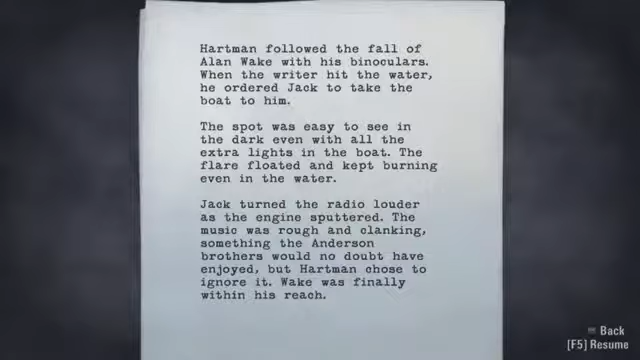 Hartman followed the fall of
Alan Wake with his binoculars.
When the writer hit the water,
he ordered Jack to take the
boat to him.
The spot was easy to see in
the dark even with all the
extra lights in the boat. The
flare floated and kept burning
even in the water.
Jack turned the radio louder
as the engine sputtered. The
music was rough and clanking,
something the Anderson
brothers would no doubt have
enjoyed, but Hartman chose to
ignore it. Wake was finally
within his reach.
Back
[F5] Resume